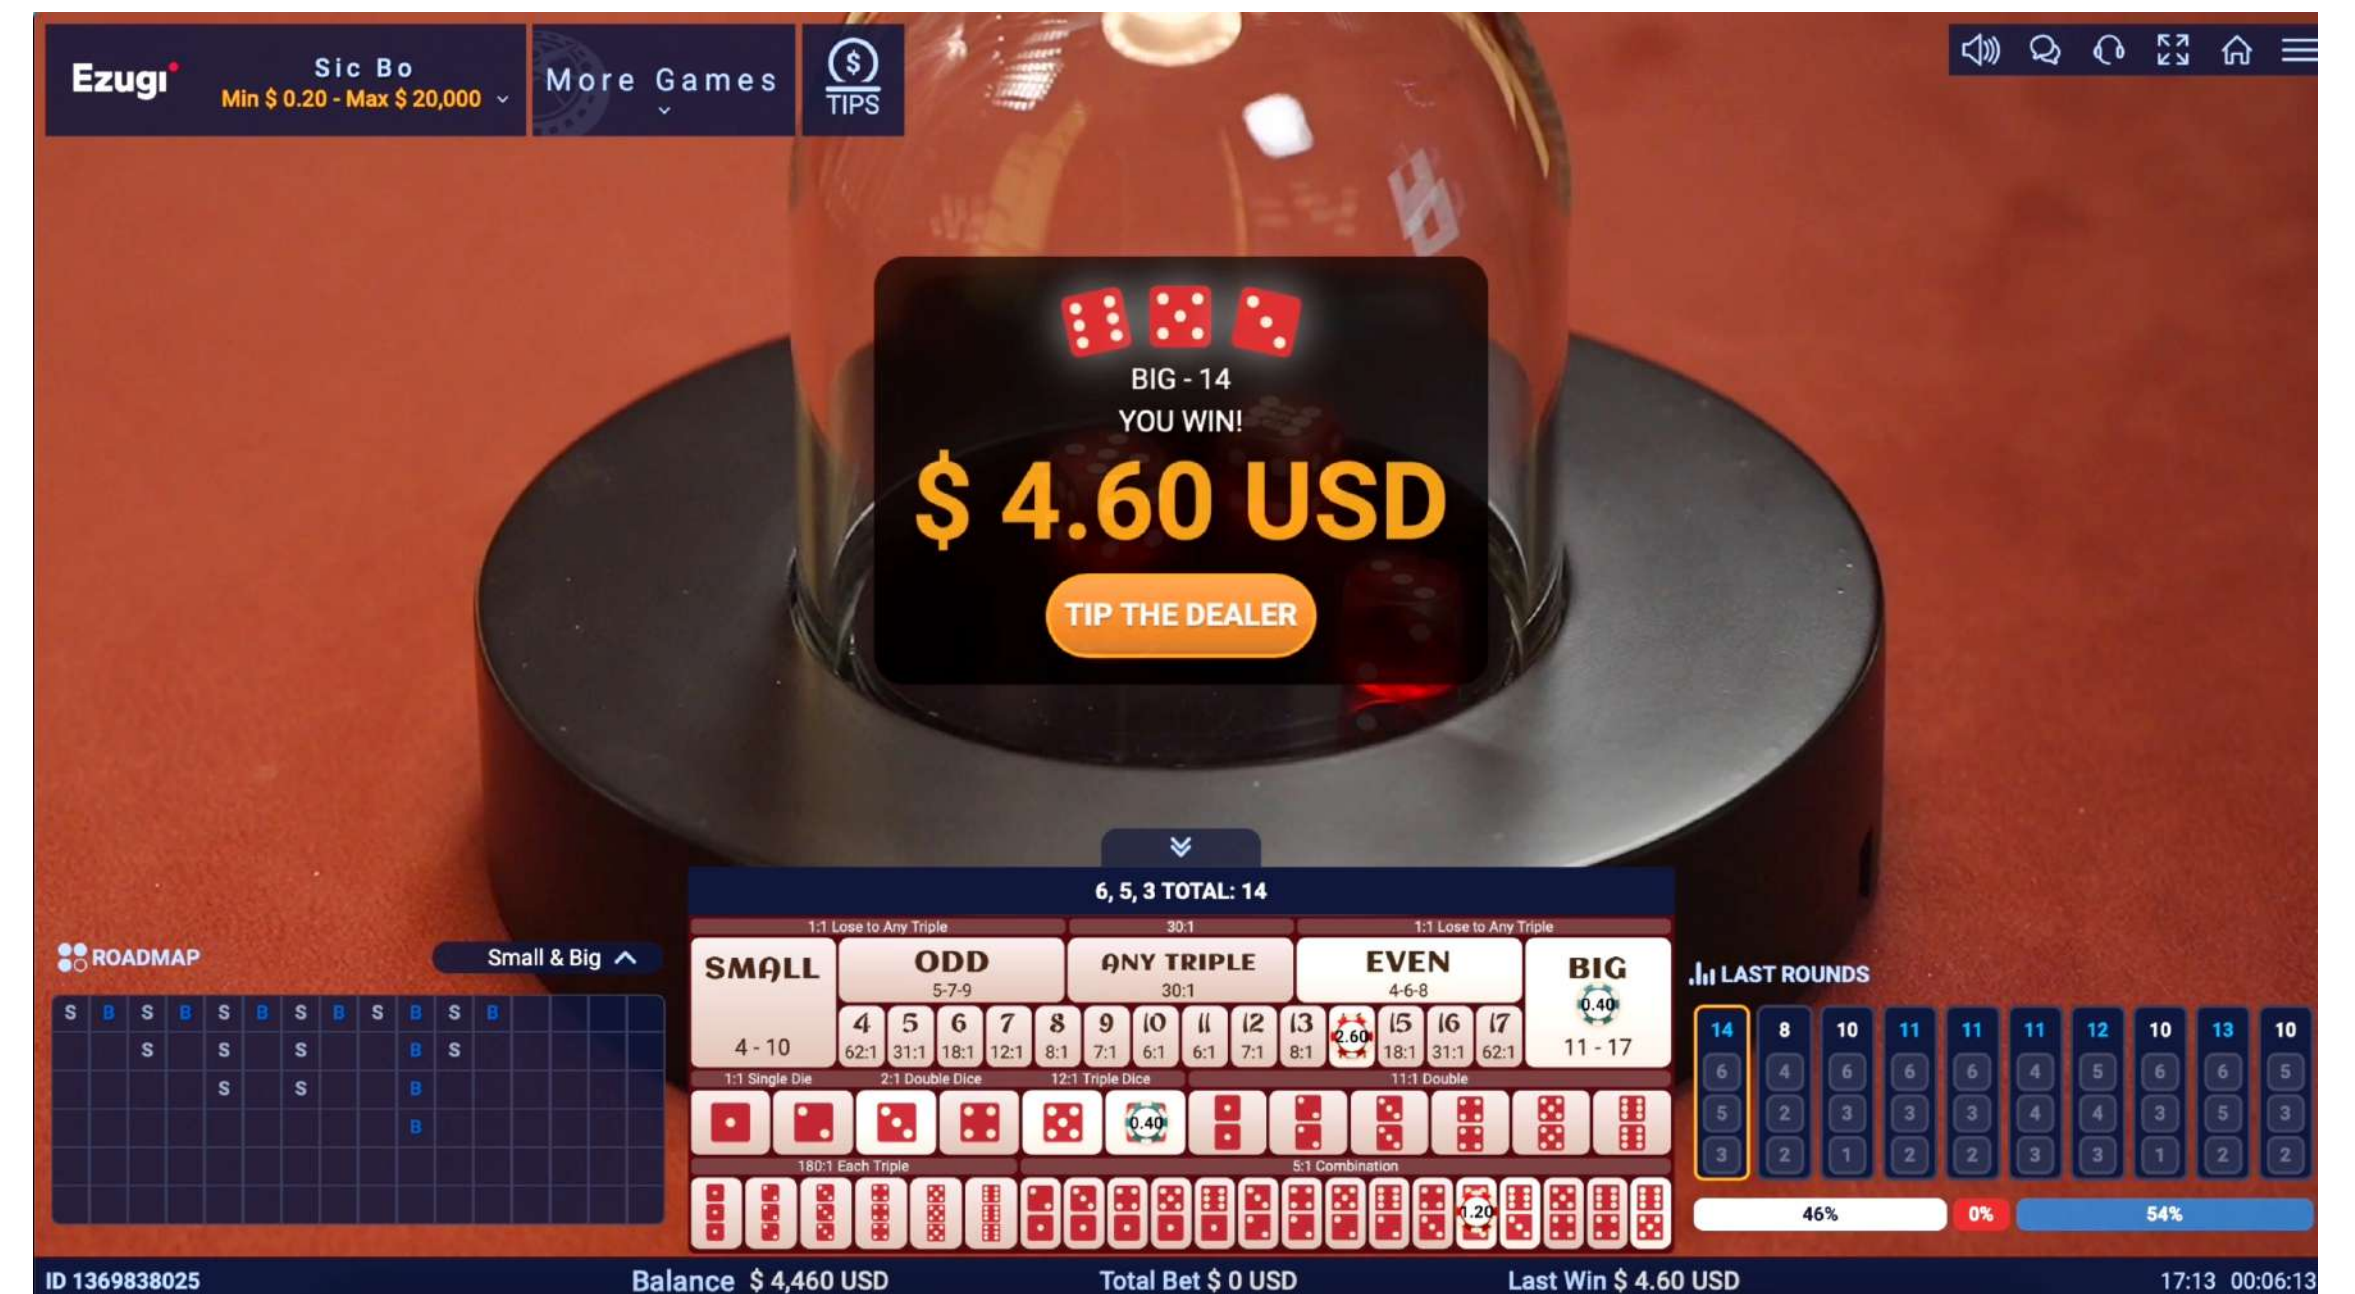 Ezugi
Sic Bo
Min $ 0.20 - Max $ 20,000
More Games
$
TIPS
BIG - 14
YOU WIN!
$ 4.60 USD
TIP THE DEALER
6, 5, 3 TOTAL: 14
1:1 Lose to Any Triple 30:1 1:1 Lose to Any Triple
SMALL ODD ANY TRIPLE EVEN BIG
5-7-9 30:1 4-6-8
0.40
4 5 6 7 8 9 10 11 12 13 2.60 15 16 17
4 - 10 62:1 31:1 18:1 12:1 8:1 7:1 6:1 6:1 7:1 8:1 18:1 31:1 62:1 11 - 17
1:1 Single Die 2:1 Double Dice 12:1 Triple Dice 11:1 Double
0.40
180:1 Each Triple 5:1 Combination
1.20
ROADMAP Small & Big
S B S B S B S B S B S B
S S S B S
S S B
B
LAST ROUNDS
14 8 10 11 11 11 12 10 13 10
6 4 6 6 6 4 5 6 6 5
5 2 3 3 3 4 4 3 5 3
3 2 1 2 2 3 3 1 2 2
46% 0% 54%
ID 1369838025 Balance $ 4,460 USD Total Bet $ 0 USD Last Win $ 4.60 USD 17:13 00:06:13